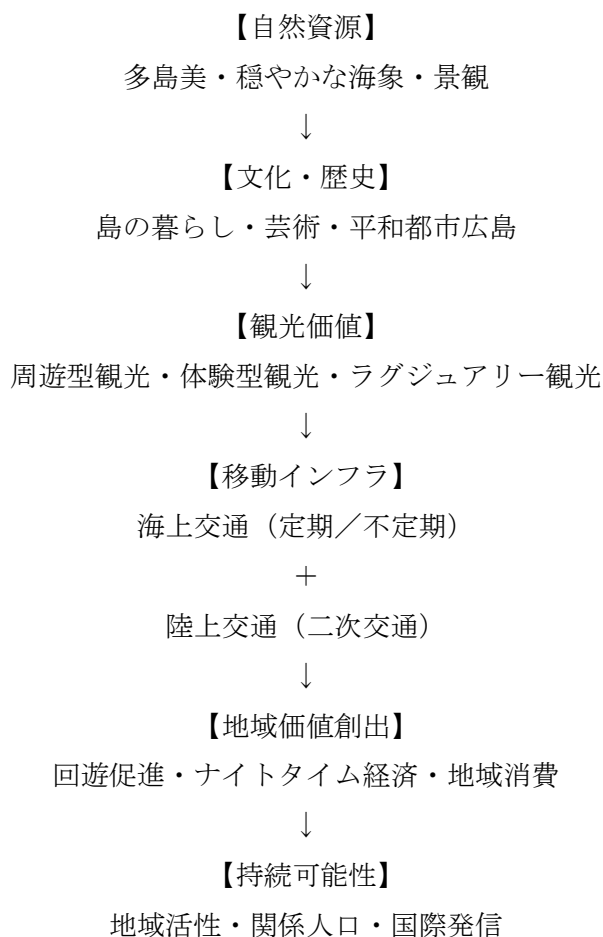 【自然資源】
多島美・穏やかな海象・景観
↓
【文化・歴史】
島の暮らし・芸術・平和都市広島
↓
【観光価値】
周遊型観光・体験型観光・ラグジュアリー観光
↓
【移動インフラ】
海上交通（定期／不定期）
＋
陸上交通（二次交通）
↓
【地域価値創出】
回遊促進・ナイトタイム経済・地域消費
↓
【持続可能性】
地域活性・関係人口・国際発信